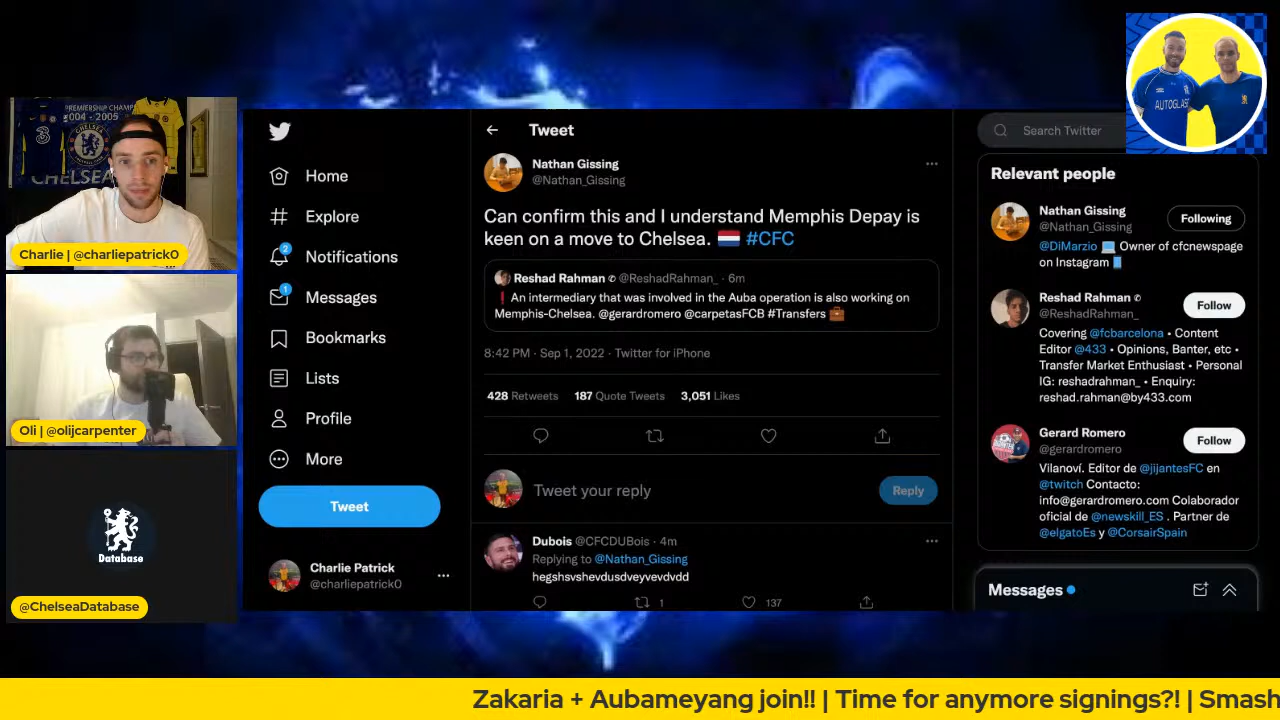 PREMIERSHIP CHAMP
2004 - 2005
3
CHELSEA
Charlie | @charliepatrick0
Oli | @olijcarpenter
Database
@ChelseaDatabase
Home
Explore
2
Notifications
1
Messages
Bookmarks
Lists
Profile
More
Tweet
Charlie Patrick
@charliepatrick0
Tweet
Nathan Gissing
@Nathan_Gissing
Can confirm this and I understand Memphis Depay is
keen on a move to Chelsea. 🇳🇱 #CFC
Reshad Rahman ✆ @ReshadRahman_ · 6m
❗ An intermediary that was involved in the Auba operation is also working on
Memphis-Chelsea. @gerardromero @carpetasFCB #Transfers 💼
8:42 PM · Sep 1, 2022 · Twitter for iPhone
428 Retweets 187 Quote Tweets 3,051 Likes
Tweet your reply
Reply
Dubois @CFCDUBois · 4m
Replying to @Nathan_Gissing
hegshsvshevdusdveyvevdvdd
1
137
Search Twitter
Relevant people
Nathan Gissing
@Nathan_Gissing
Following
@DiMarzio 💻 Owner of cfcnewspage
on Instagram 📘
Reshad Rahman ✆
@ReshadRahman_
Follow
Covering @fcbarcelona • Content
Editor @433 • Opinions, Banter, etc •
Transfer Market Enthusiast • Personal
IG: reshadrahman_ • Enquiry:
reshad.rahman@by433.com
Gerard Romero
@gerardromero
Follow
Vilanoví. Editor de @jijantesFC en
@twitch Contacto:
info@gerardromero.com Colaborador
oficial de @newskill_ES . Partner de
@elgatoEs y @CorsairSpain
Messages
AUTOGLASS
Zakaria + Aubameyang join!! | Time for anymore signings?! | Smash